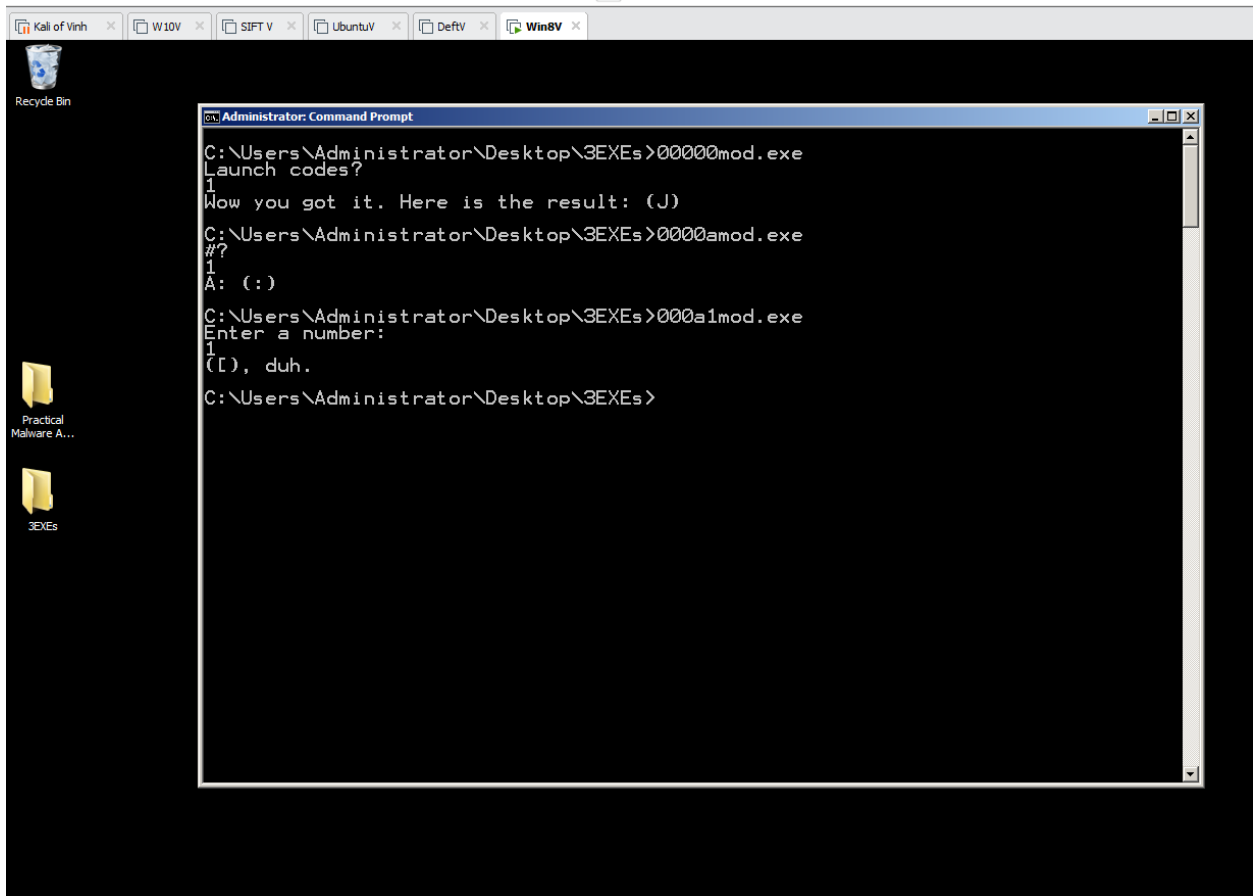 Kali of Vinh
W10V
SIFT V
UbuntuV
DeftV
Win8V
Recycle Bin
Administrator: Command Prompt
C:\Users\Administrator\Desktop\3EXEs>00000mod.exe
Launch codes?
1
Wow you got it. Here is the result: (J)
C:\Users\Administrator\Desktop\3EXEs>0000amod.exe
#?
1
A: (:)
C:\Users\Administrator\Desktop\3EXEs>000a1mod.exe
Enter a number:
1
([), duh.
C:\Users\Administrator\Desktop\3EXEs>
Practical
Malware A...
3EXEs